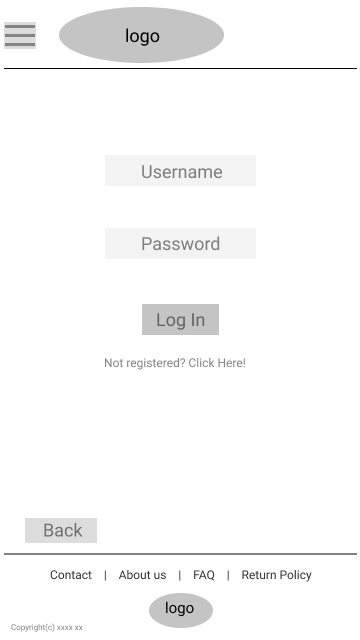 logo
Username
Password
Log In
Not registered? Click Here!
Back
Contact | About us | FAQ | Return Policy
logo
Copyright(c) xxxx xx